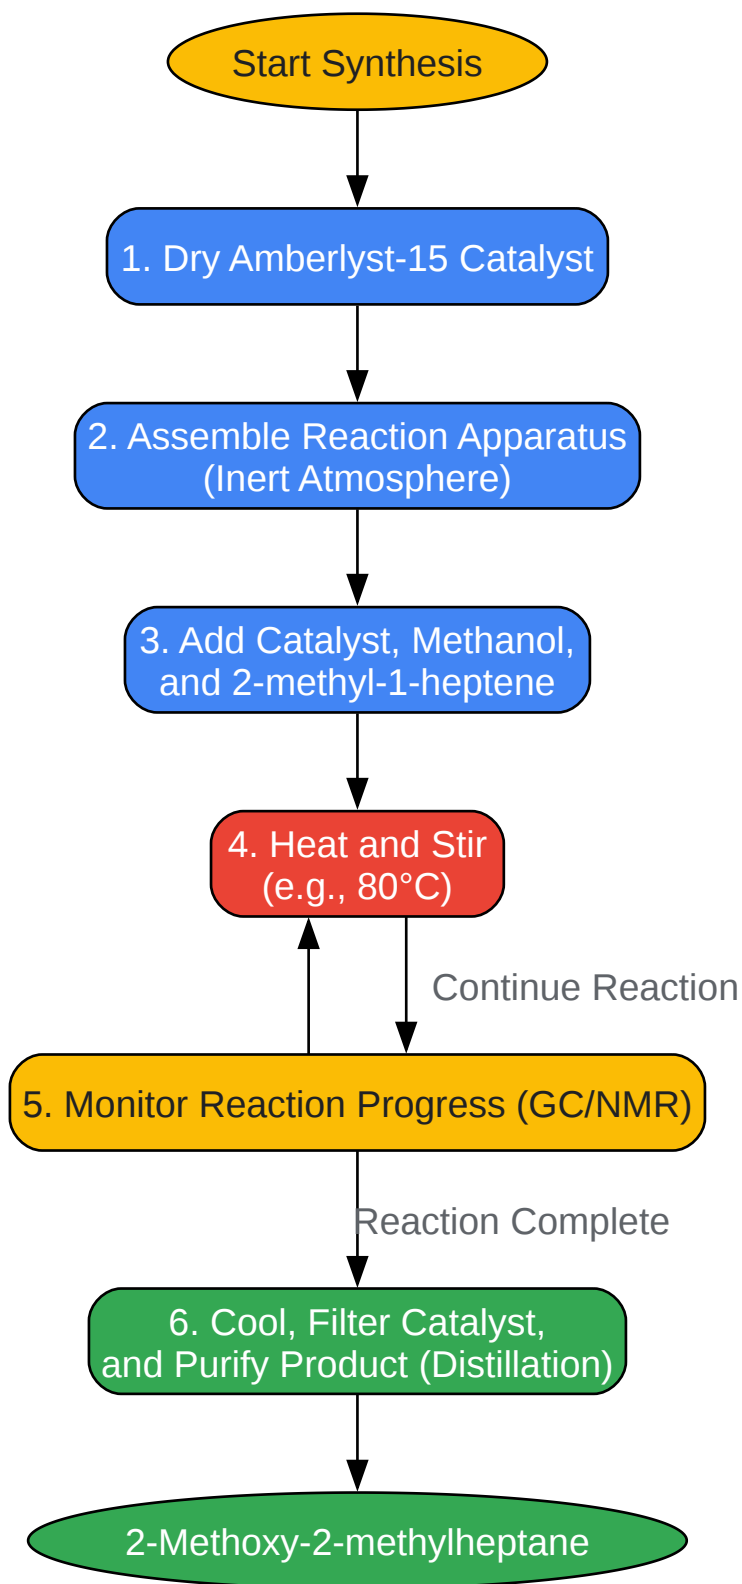 Start Synthesis
1. Dry Amberlyst-15 Catalyst
2. Assemble Reaction Apparatus
(Inert Atmosphere)
3. Add Catalyst, Methanol,
and 2-methyl-1-heptene
4. Heat and Stir
(e.g., 80°C)
Continue Reaction
5. Monitor Reaction Progress (GC/NMR)
Reaction Complete
6. Cool, Filter Catalyst,
and Purify Product (Distillation)
2-Methoxy-2-methylheptane